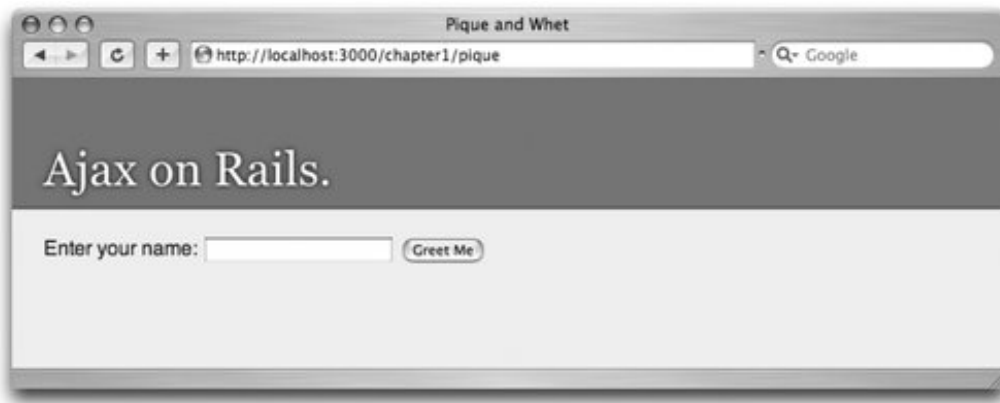 Pique and Whet
http://localhost:3000/chapter1/pique
Google
Ajax on Rails.
Enter your name:
Greet Me